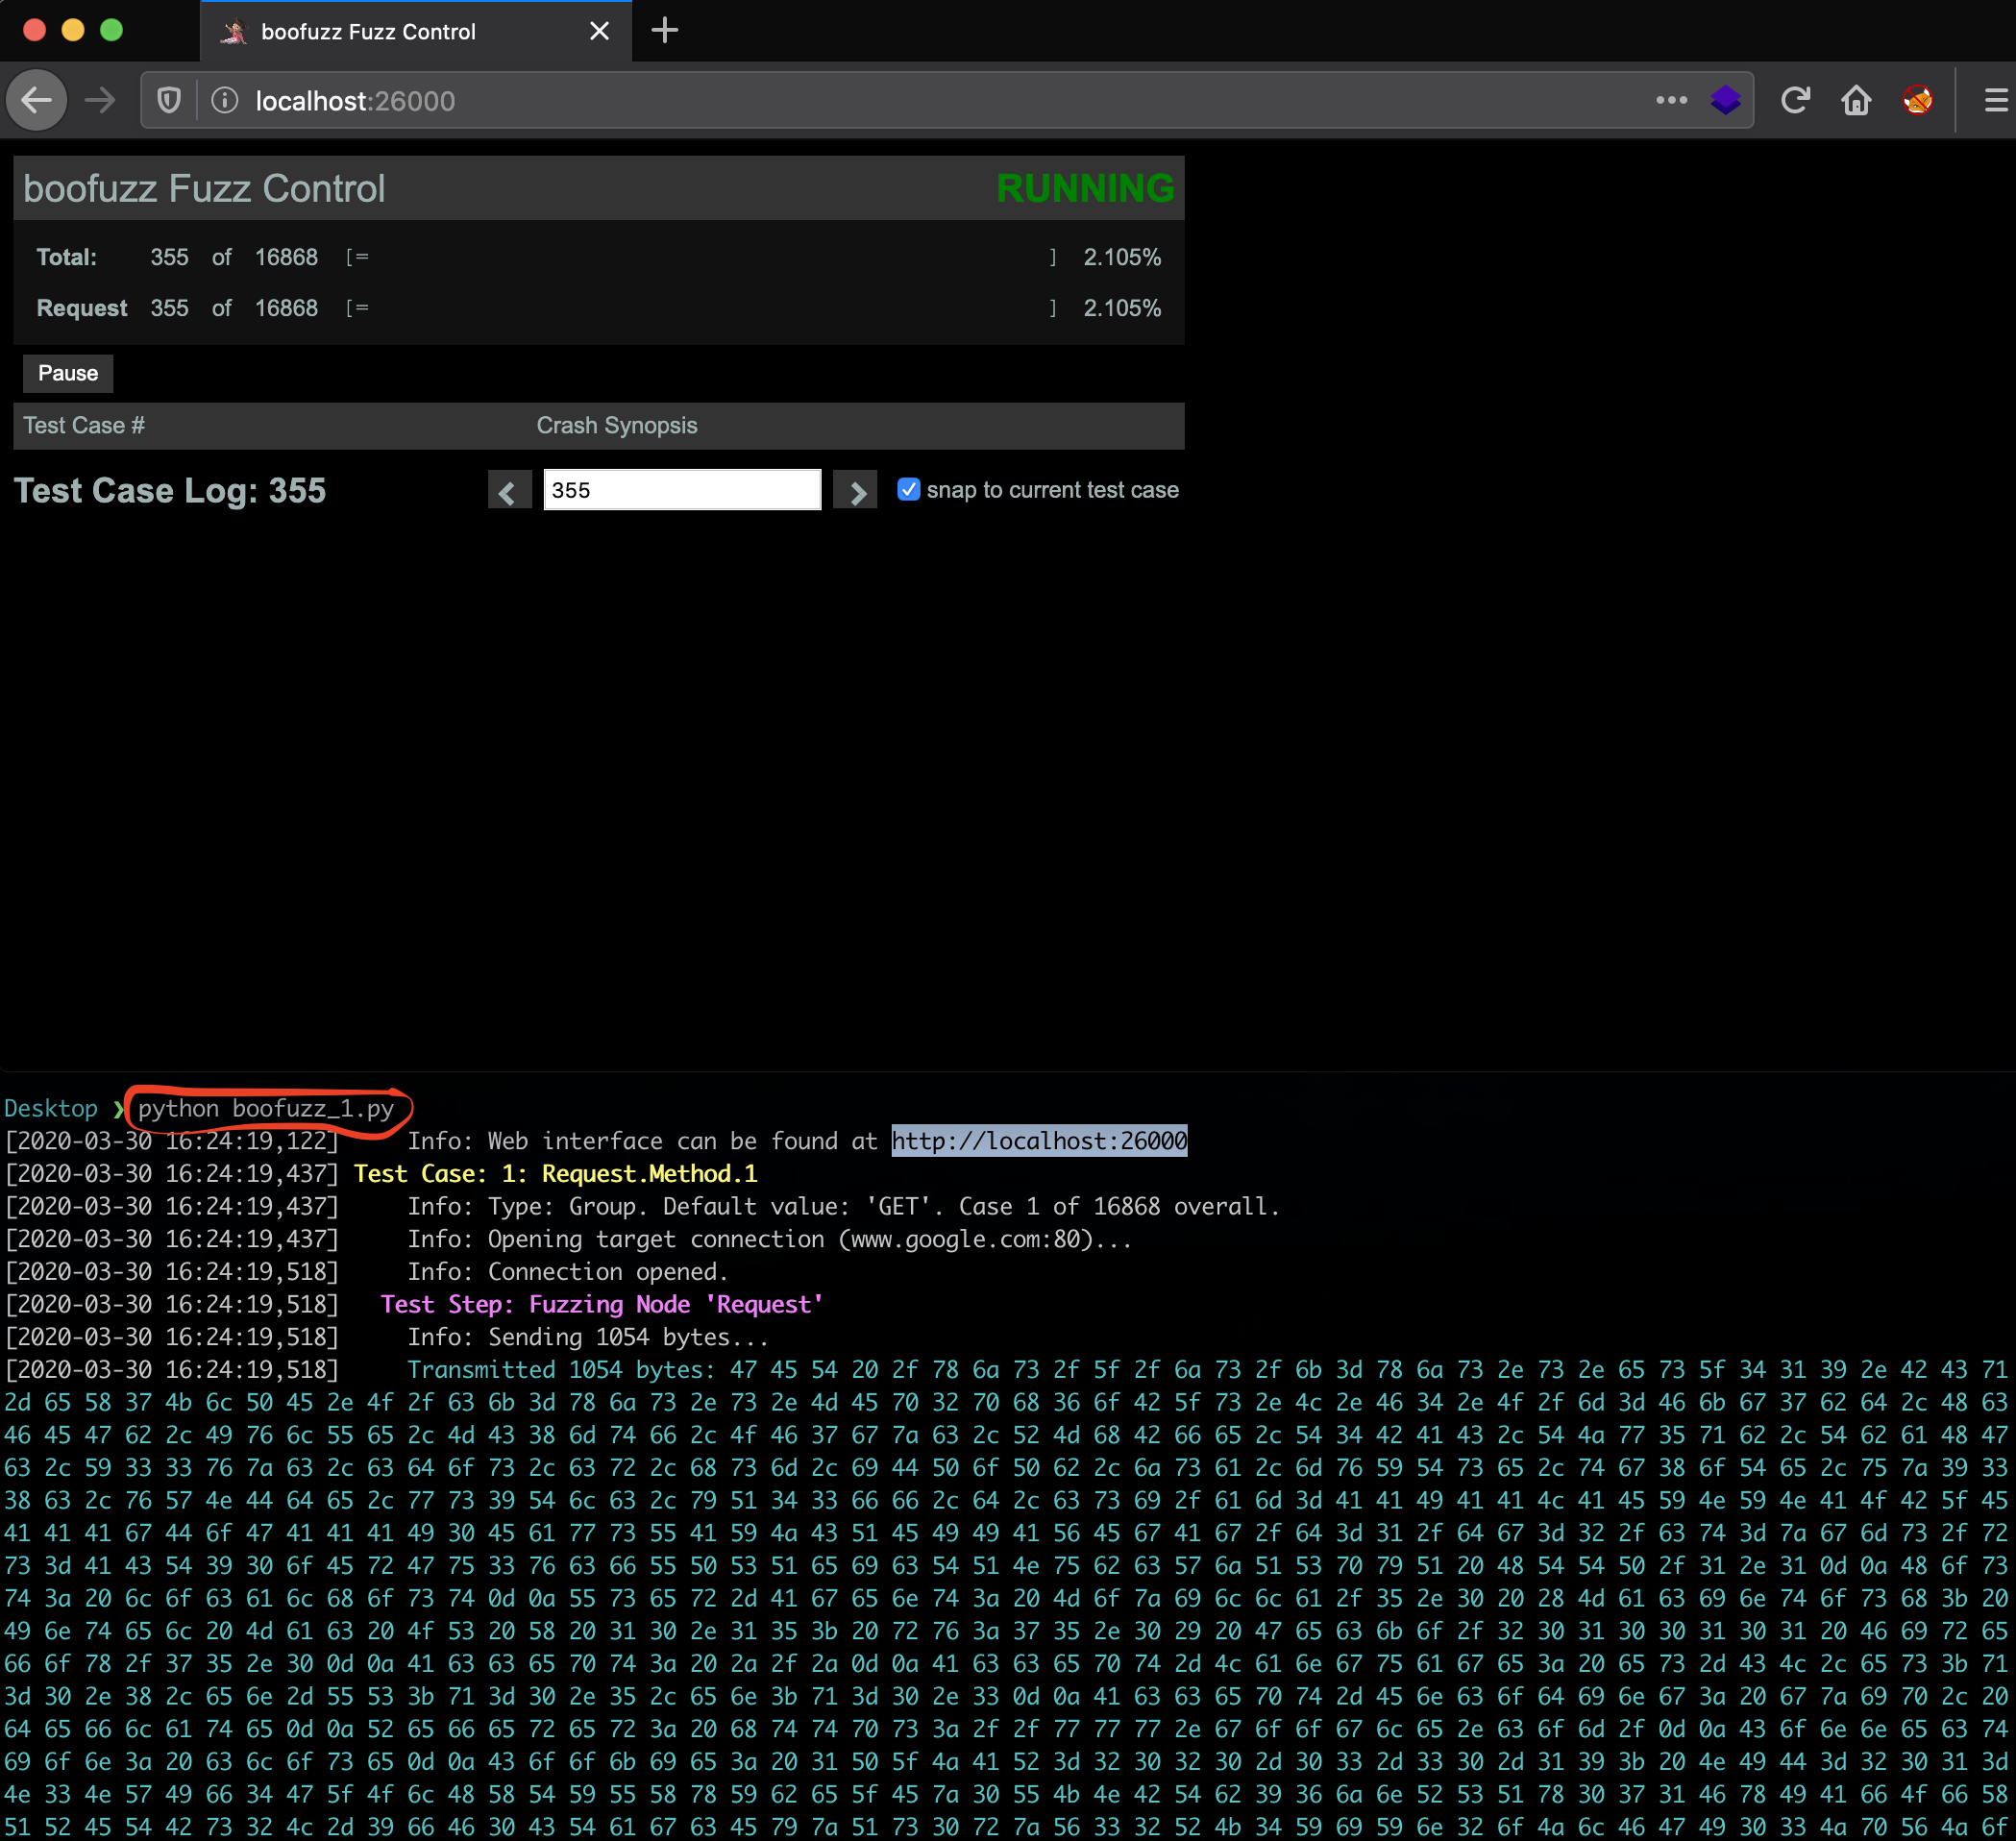 boofuzz Fuzz Control
localhost:26000
boofuzz Fuzz Control RUNNING
Total: 355 of 16868 [= ] 2.105%
Request 355 of 16868 [= ] 2.105%
Pause
Test Case # Crash Synopsis
Test Case Log: 355 355 snap to current test case
Desktop ❯ python boofuzz_1.py
[2020-03-30 16:24:19,122] Info: Web interface can be found at http://localhost:26000
[2020-03-30 16:24:19,437] Test Case: 1: Request.Method.1
[2020-03-30 16:24:19,437] Info: Type: Group. Default value: 'GET'. Case 1 of 16868 overall.
[2020-03-30 16:24:19,437] Info: Opening target connection (www.google.com:80)...
[2020-03-30 16:24:19,518] Info: Connection opened.
[2020-03-30 16:24:19,518] Test Step: Fuzzing Node 'Request'
[2020-03-30 16:24:19,518] Info: Sending 1054 bytes...
[2020-03-30 16:24:19,518] Transmitted 1054 bytes: 47 45 54 20 2f 78 6a 73 2f 5f 2f 6a 73 2f 6b 3d 78 6a 73 2e 73 2e 65 73 5f 34 31 39 2e 42 43 71
2d 65 58 37 4b 6c 50 45 2e 4f 2f 63 6b 3d 78 6a 73 2e 73 2e 4d 45 70 32 70 68 36 6f 42 5f 73 2e 4c 2e 46 34 2e 4f 2f 6d 3d 46 6b 67 37 62 64 2c 48 63
46 45 47 62 2c 49 76 6c 55 65 2c 4d 43 38 6d 74 66 2c 4f 46 37 67 7a 63 2c 52 4d 68 42 66 65 2c 54 34 42 41 43 2c 54 4a 77 35 71 62 2c 54 62 61 48 47
63 2c 59 33 33 76 7a 63 2c 63 64 6f 73 2c 63 72 2c 68 73 6d 2c 69 44 50 6f 50 62 2c 6a 73 61 2c 6d 76 59 54 73 65 2c 74 67 38 6f 54 65 2c 75 7a 39 33
38 63 2c 76 57 4e 44 64 65 2c 77 73 39 54 6c 63 2c 79 51 34 33 66 66 2c 64 2c 63 73 69 2f 61 6d 3d 41 41 49 41 41 4c 41 45 59 4e 59 4e 41 4f 42 5f 45
41 41 41 67 44 6f 47 41 41 41 49 30 45 61 77 73 55 41 59 4a 43 51 45 49 49 41 56 45 67 41 67 2f 64 3d 31 2f 64 67 3d 32 2f 63 74 3d 7a 67 6d 73 2f 72
73 3d 41 43 54 39 30 6f 45 72 47 75 33 76 63 66 55 50 53 51 65 69 63 54 51 4e 75 62 63 57 6a 51 53 70 79 51 20 48 54 54 50 2f 31 2e 31 0d 0a 48 6f 73
74 3a 20 6c 6f 63 61 6c 68 6f 73 74 0d 0a 55 73 65 72 2d 41 67 65 6e 74 3a 20 4d 6f 7a 69 6c 6c 61 2f 35 2e 30 20 28 4d 61 63 69 6e 74 6f 73 68 3b 20
49 6e 74 65 6c 20 4d 61 63 20 4f 53 20 58 20 31 30 2e 31 35 3b 20 72 76 3a 37 35 2e 30 29 20 47 65 63 6b 6f 2f 32 30 31 30 30 31 30 31 20 46 69 72 65
66 6f 78 2f 37 35 2e 30 0d 0a 41 63 63 65 70 74 3a 20 2a 2f 2a 0d 0a 41 63 63 65 70 74 2d 4c 61 6e 67 75 61 67 65 3a 20 65 73 2d 43 4c 2c 65 73 3b 71
3d 30 2e 38 2c 65 6e 2d 55 53 3b 71 3d 30 2e 35 2c 65 6e 3b 71 3d 30 2e 33 0d 0a 41 63 63 65 70 74 2d 45 6e 63 6f 64 69 6e 67 3a 20 67 7a 69 70 2c 20
64 65 66 6c 61 74 65 0d 0a 52 65 66 65 72 65 72 3a 20 68 74 74 70 73 3a 2f 2f 77 77 77 2e 67 6f 6f 67 6c 65 2e 63 6f 6d 2f 0d 0a 43 6f 6e 6e 65 63 74
69 6f 6e 3a 20 63 6c 6f 73 65 0d 0a 43 6f 6f 6b 69 65 3a 20 31 50 5f 4a 41 52 3d 32 30 32 30 2d 30 33 2d 33 30 2d 31 39 3b 20 4e 49 44 3d 32 30 31 3d
4e 33 4e 57 49 66 34 47 5f 4f 6c 48 58 54 59 55 58 78 59 62 65 5f 45 7a 30 55 4b 4e 42 54 62 39 36 6a 6e 52 53 51 78 30 37 31 46 78 49 41 66 4f 66 58
51 52 45 54 42 73 32 4c 2d 39 66 46 30 43 54 61 67 63 45 79 7a 51 73 30 72 7a 56 33 32 52 4b 34 59 69 59 6e 32 6f 4a 6c 46 47 49 30 33 4a 70 56 4a 6f